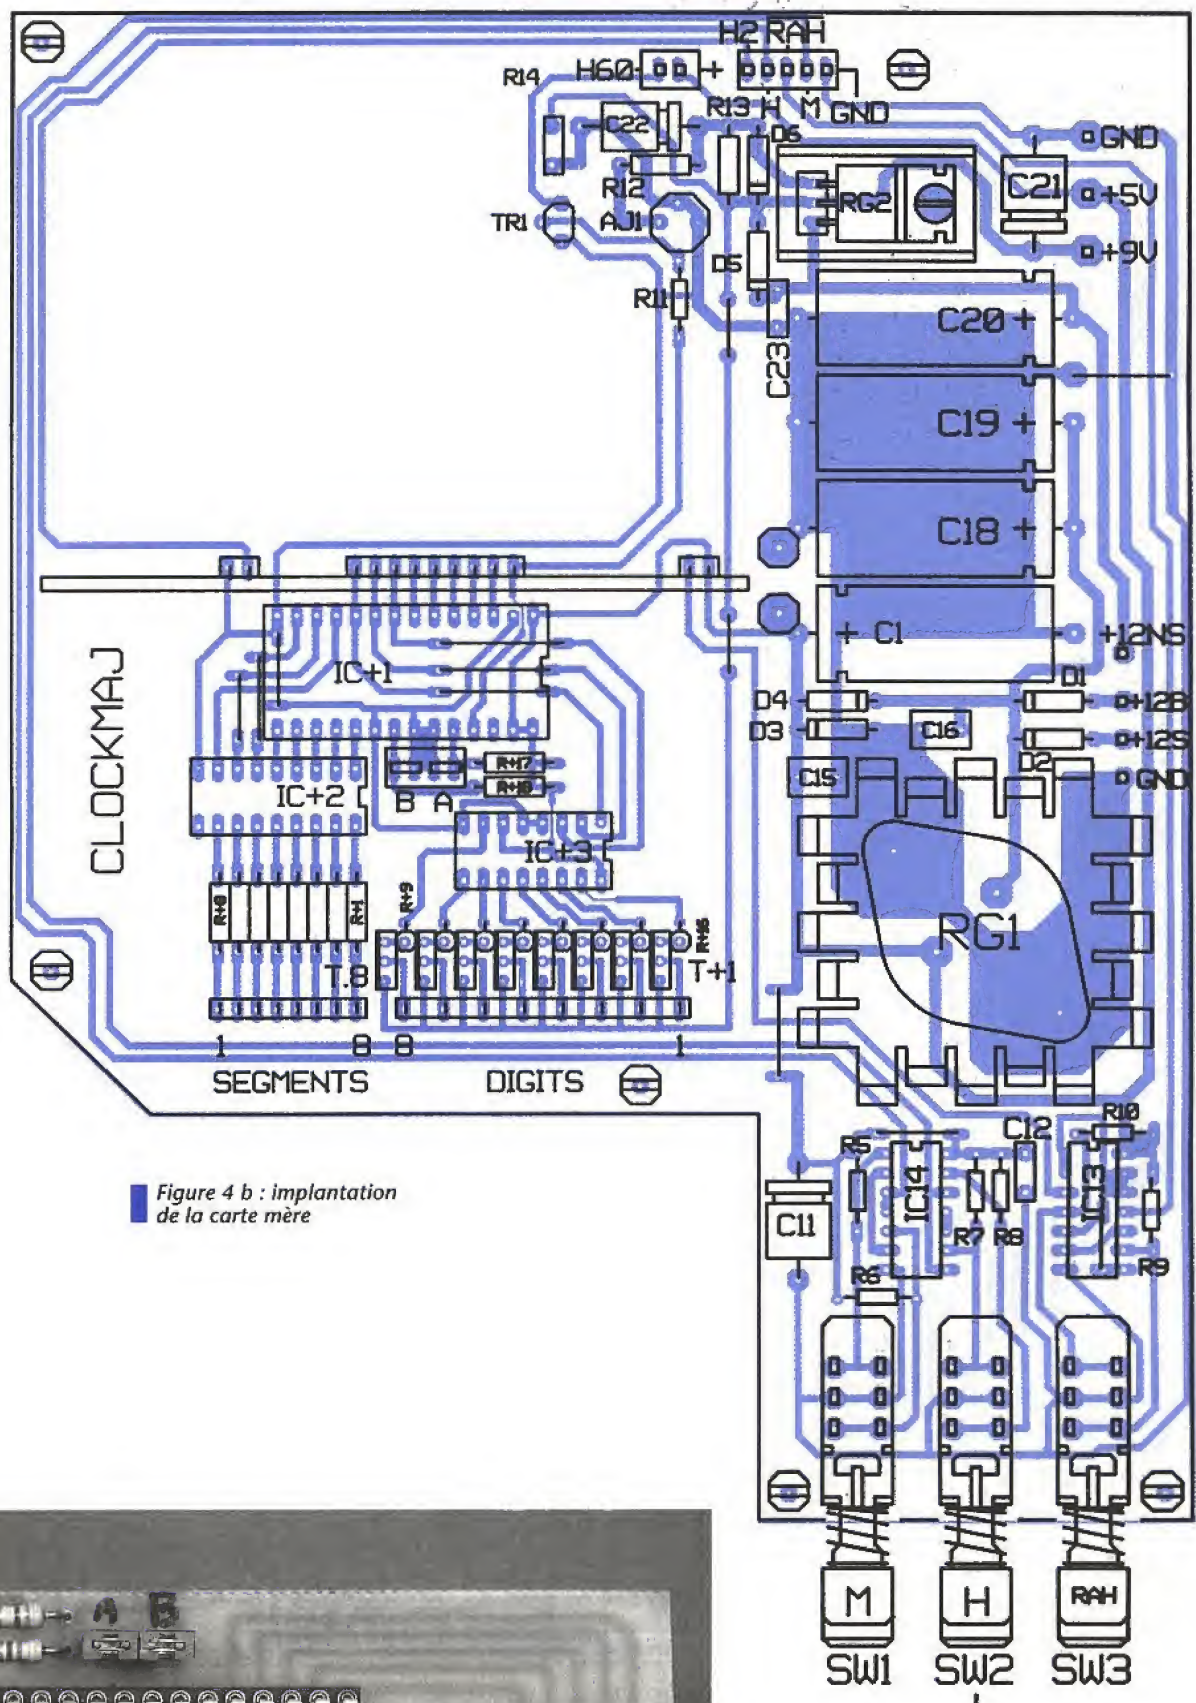 H2 RAH
R14
H60
+
R13
H
M
GND
C22
D6
GND
R12
RG2
C21
+5V
TR1
AJ1
+9V
D5
R11
C20 +
C23
C19 +
C18 +
+ C1
+12NS
CLOCKMAJ
IC+1
D4
D1
+12B
D3
C16
+12S
D2
R+17
C15
GND
IC+2
B A
R+18
IC+3
R+8
R+1
R+9
R+16
RG1
T.8
T+1
1
8
8
1
SEGMENTS
DIGITS
R10
C12
R5
IC14
IC13
Figure 4 b : implantation
de la carte mère
C11
R7
R8
R9
R6
M
H
RAH
SW1
SW2
SW3
A B